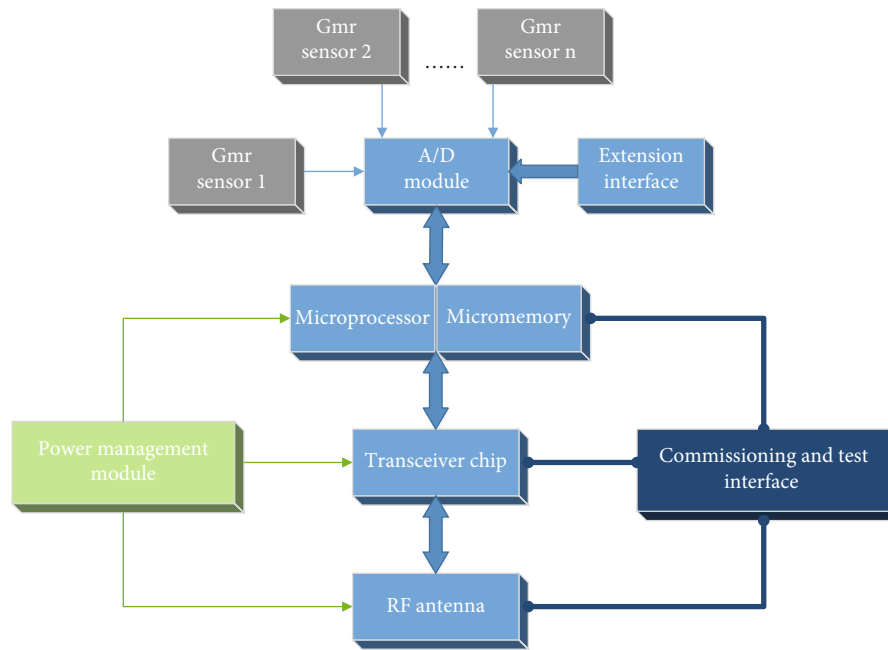 Gmr
sensor 2
......
Gmr
sensor n
Gmr
sensor 1
A/D
module
Extension
interface
Microprocessor
Micromemory
Power management
module
Transceiver chip
Commissioning and test
interface
RF antenna